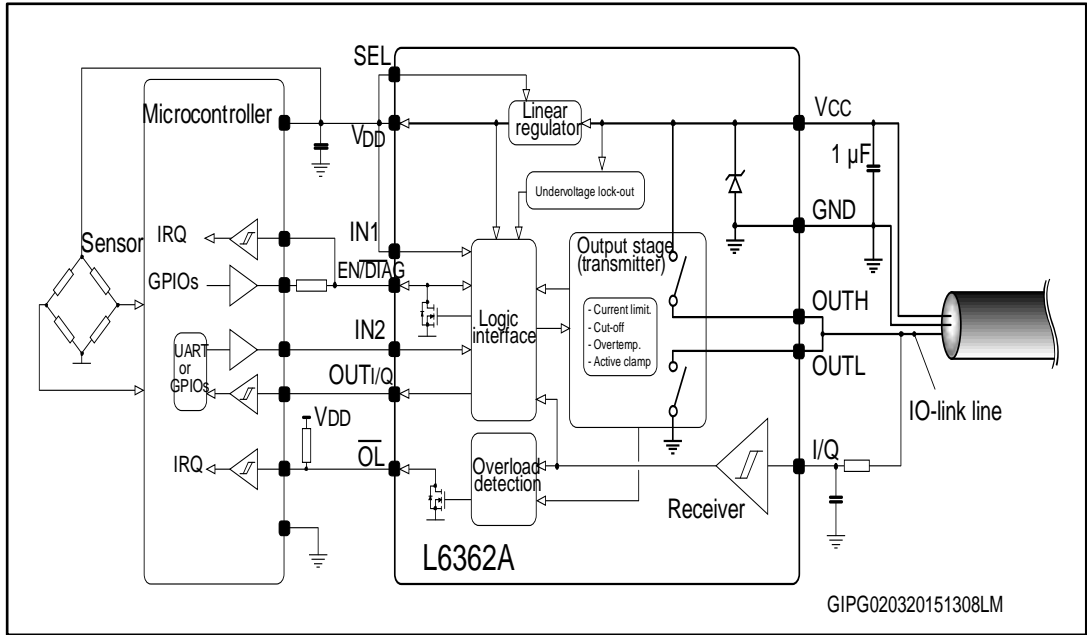 SEL
Microcontroller
VDD
Linear
regulator
VCC
1 µF
Undervoltage lock-out
GND
IRQ
Sensor
IN1
EN/DIAG
GPIOs
Output stage
(transmitter)
- Current limit.
- Cut-off
- Overtemp.
- Active clamp
Logic
interface
OUTH
IN2
UART
or
GPIOs
OUTI/Q
OUTL
IO-link line
VDD
IRQ
OL
Overload
detection
I/Q
Receiver
L6362A
GIPG020320151308LM